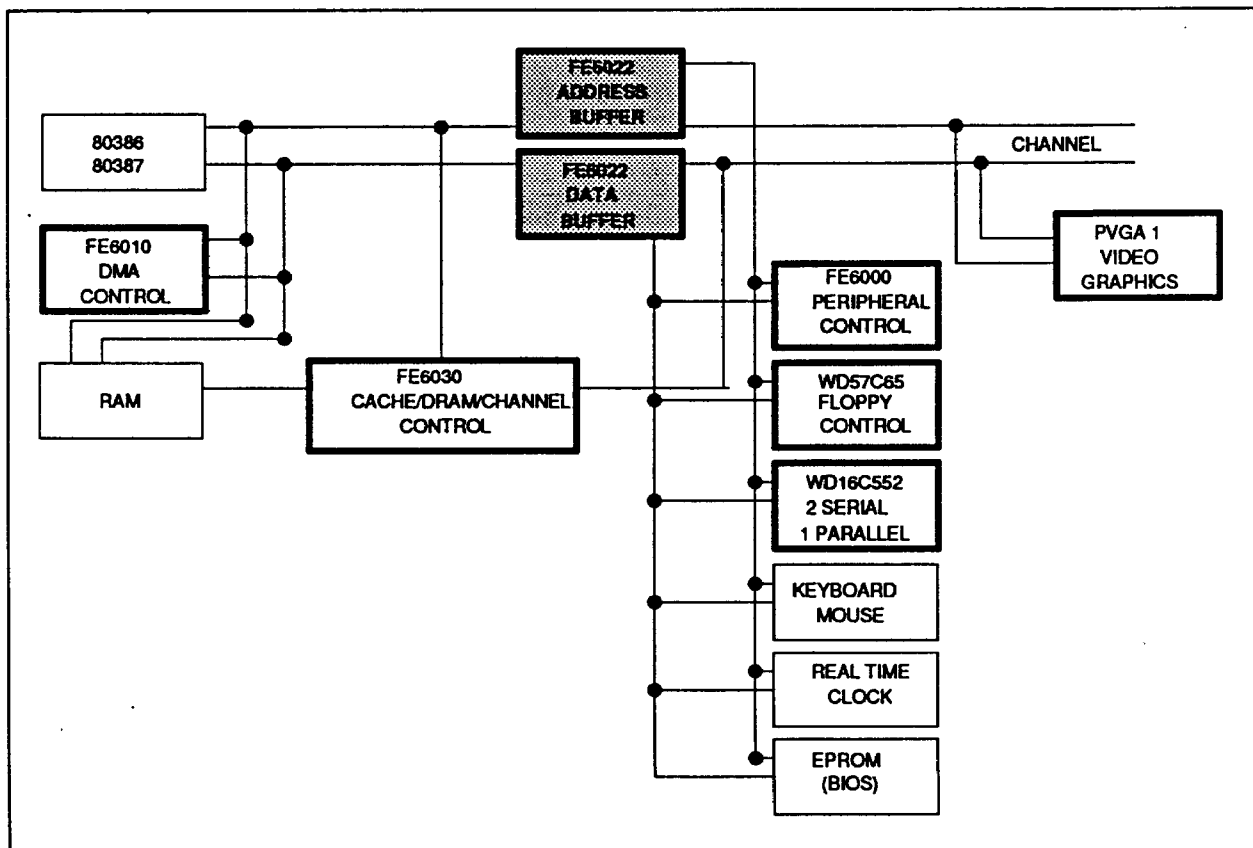 FE6022
ADDRESS
BUFFER
80386
80387
CHANNEL
FE6022
DATA
BUFFER
FE6010
DMA
CONTROL
PVGA 1
VIDEO
GRAPHICS
FE6000
PERIPHERAL
CONTROL
RAM
FE6030
CACHE/DRAM/CHANNEL
CONTROL
WD57C65
FLOPPY
CONTROL
WD16C552
2 SERIAL
1 PARALLEL
KEYBOARD
MOUSE
REAL TIME
CLOCK
EPROM
(BIOS)